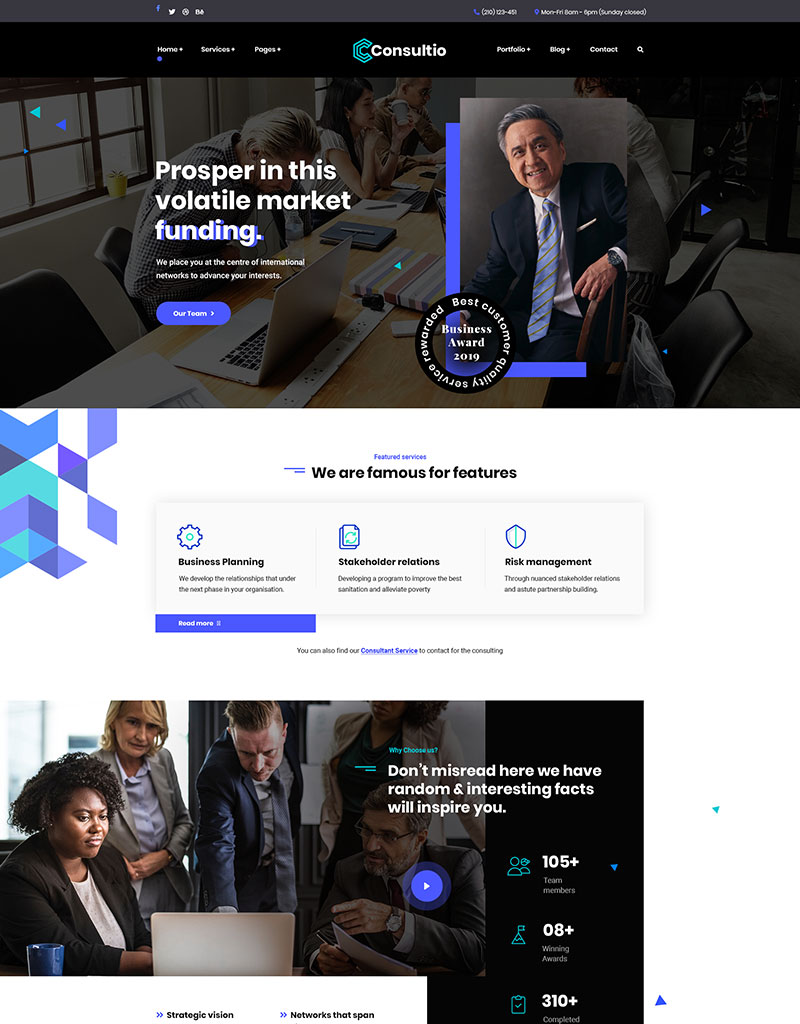 (210) 123-451
Mon-Fri 8am - 6pm (Sunday closed)
Home +
Services +
Pages +
Consultio
Portfolio +
Blog +
Contact
Prosper in this
volatile market
funding.
We place you at the centre of international
networks to advance your interests.
Our Team
Best customer quality service rewarded
Business
Award
2019
Featured services
We are famous for features
Business Planning
We develop the relationships that under
the next phase in your organisation.
Stakeholder relations
Developing a program to improve the best
sanitation and alleviate poverty
Risk management
Through nuanced stakeholder relations
and astute partnership building.
Read more
You can also find our Consultant Service to contact for the consulting
Why Choose us?
Don't misread here we have
random & interesting facts
will inspire you.
105+
Team
members
08+
Winning
Awards
310+
Completed
Strategic vision
Networks that span